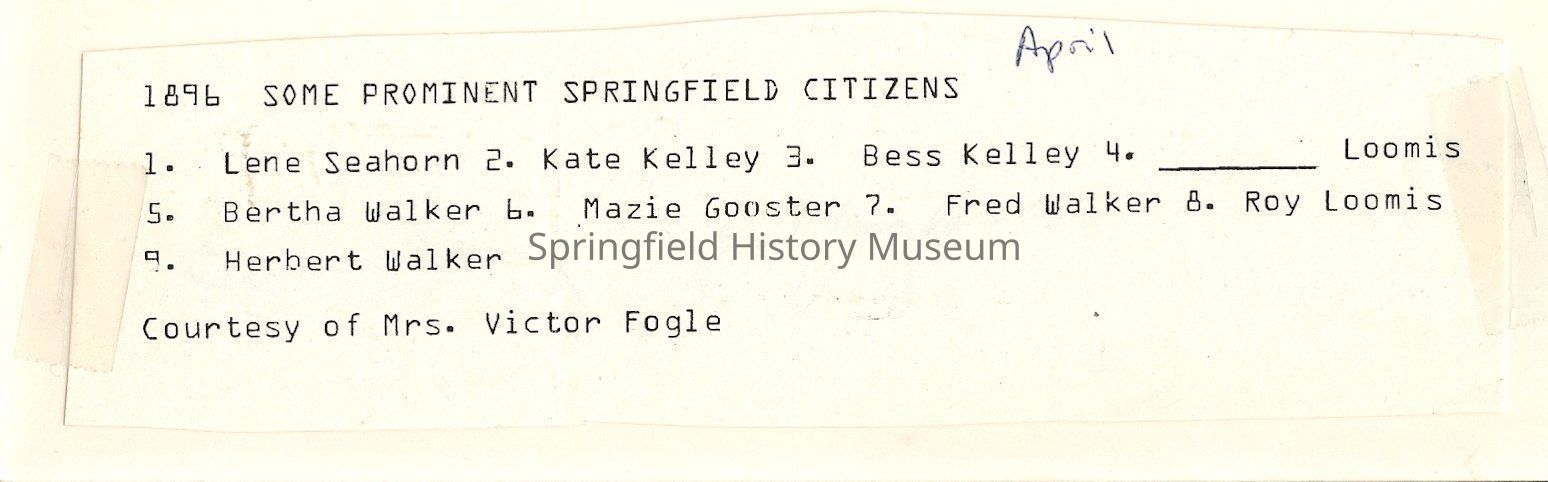 April
1896 SOME PROMINENT SPRINGFIELD CITIZENS
1. Lene Seahorn 2. Kate Kelley 3. Bess Kelley 4. ________ Loomis
5. Bertha Walker 6. Mazie Gooster 7. Fred Walker 8. Roy Loomis
9. Herbert Walker
Springfield History Museum
Courtesy of Mrs. Victor Fogle